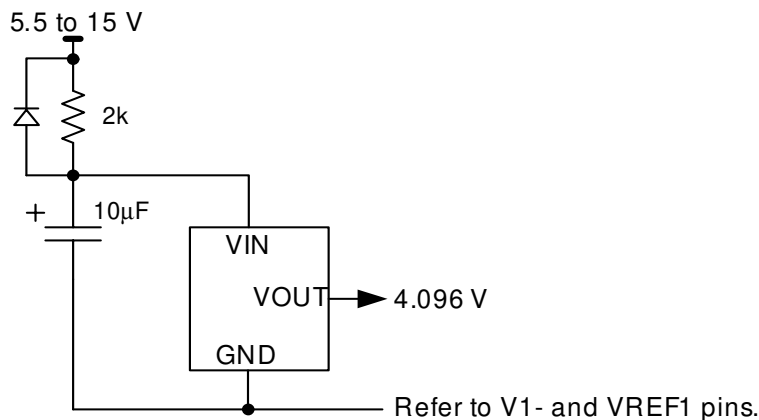 5.5 to 15 V
2k
+ 10µF
VIN
VOUT 4.096 V
GND
Refer to V1- and VREF1 pins.